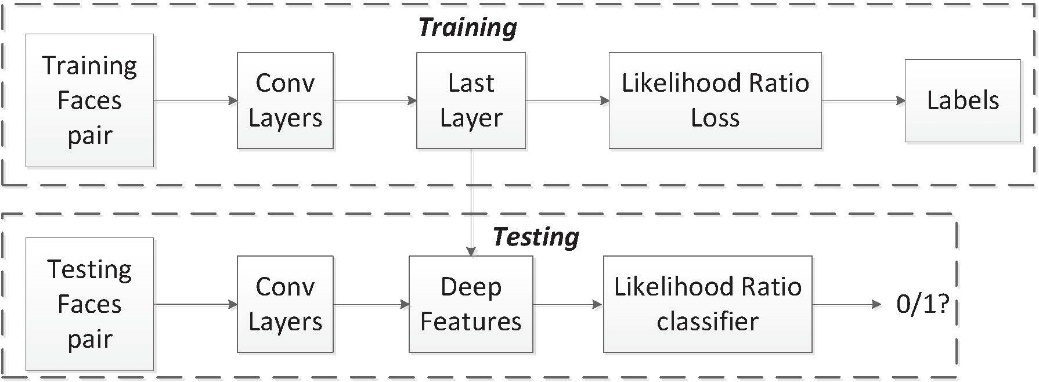 Training
Training
Faces
pair
Conv
Layers
Last
Layer
Likelihood Ratio
Loss
Labels
Testing
Testing
Faces
pair
Conv
Layers
Deep
Features
Likelihood Ratio
classifier
0/1?